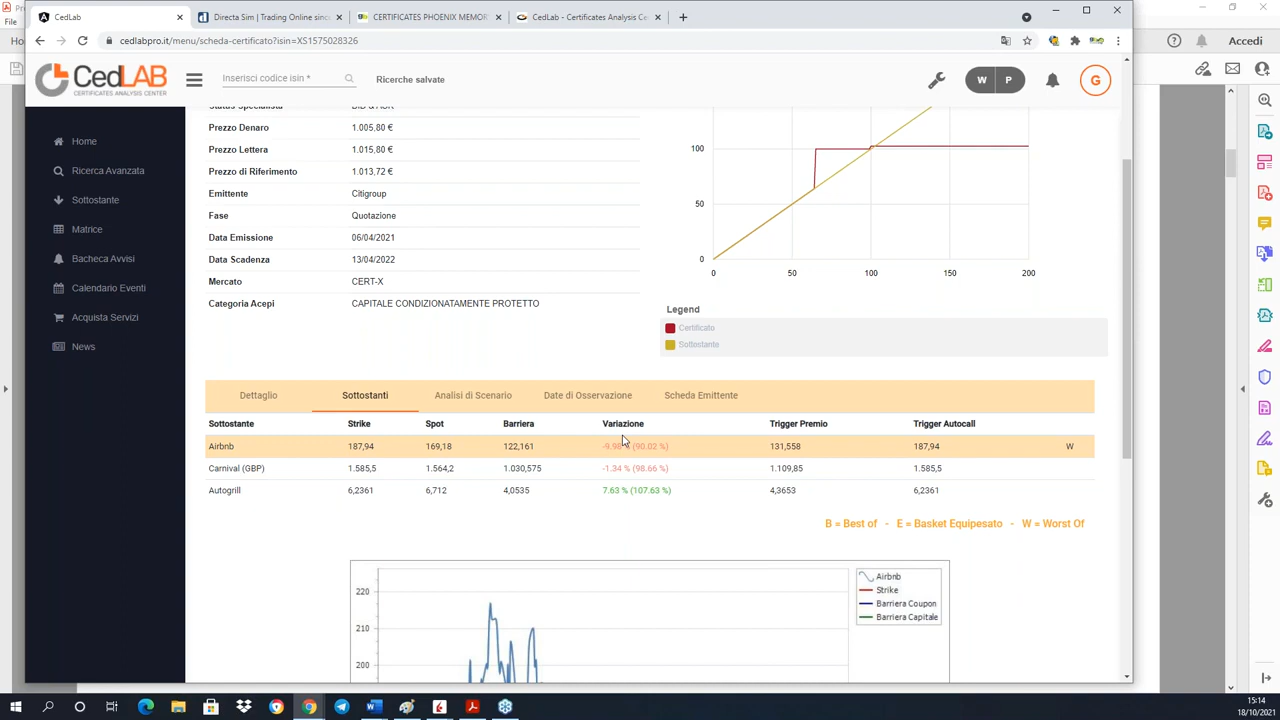 CedLab
Directa Sim | Trading Online sinc
CERTIFICATES PHOENIX MEMOR
CedLab - Certificates Analysis Ce
File
cedlabpro.it/menu/scheda-certificato?isin=XS1575028326
Accedi
CedLAB
CERTIFICATES ANALYSIS CENTER
Inserisci codice isin *
Ricerche salvate
W P
G
Home
Ricerca Avanzata
Sottostante
Matrice
Bacheca Avvisi
Calendario Eventi
Acquista Servizi
News
Prezzo Denaro 1.005,80 €
Prezzo Lettera 1.015,80 €
Prezzo di Riferimento 1.013,72 €
Emittente Citigroup
Fase Quotazione
Data Emissione 06/04/2021
Data Scadenza 13/04/2022
Mercato CERT-X
Categoria Acepi CAPITALE CONDIZIONATAMENTE PROTETTO
100
50
0
0 50 100 150 200
Legend
Certificato
Sottostante
Dettaglio Sottostanti Analisi di Scenario Date di Osservazione Scheda Emittente
Sottostante Strike Spot Barriera Variazione Trigger Premio Trigger Autocall
Airbnb 187,94 169,18 122,161 (90.02 %) 131,558 187,94 W
Carnival (GBP) 1.585,5 1.564,2 1.030,575 -1.34 % (98.66 %) 1.109,85 1.585,5
Autogrill 6,2361 6,712 4,0535 7.63 % (107.63 %) 4,3653 6,2361
B = Best of - E = Basket Equipesato - W = Worst Of
220
210
200
Airbnb
Strike
Barriera Coupon
Barriera Capitale
15:14
18/10/2021